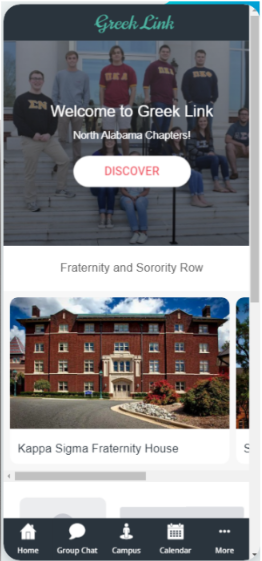 Greek Link
Welcome to Greek Link
North Alabama Chapters!
DISCOVER
Fraternity and Sorority Row
Kappa Sigma Fraternity House
S
Home
Group Chat
Campus
Calendar
More